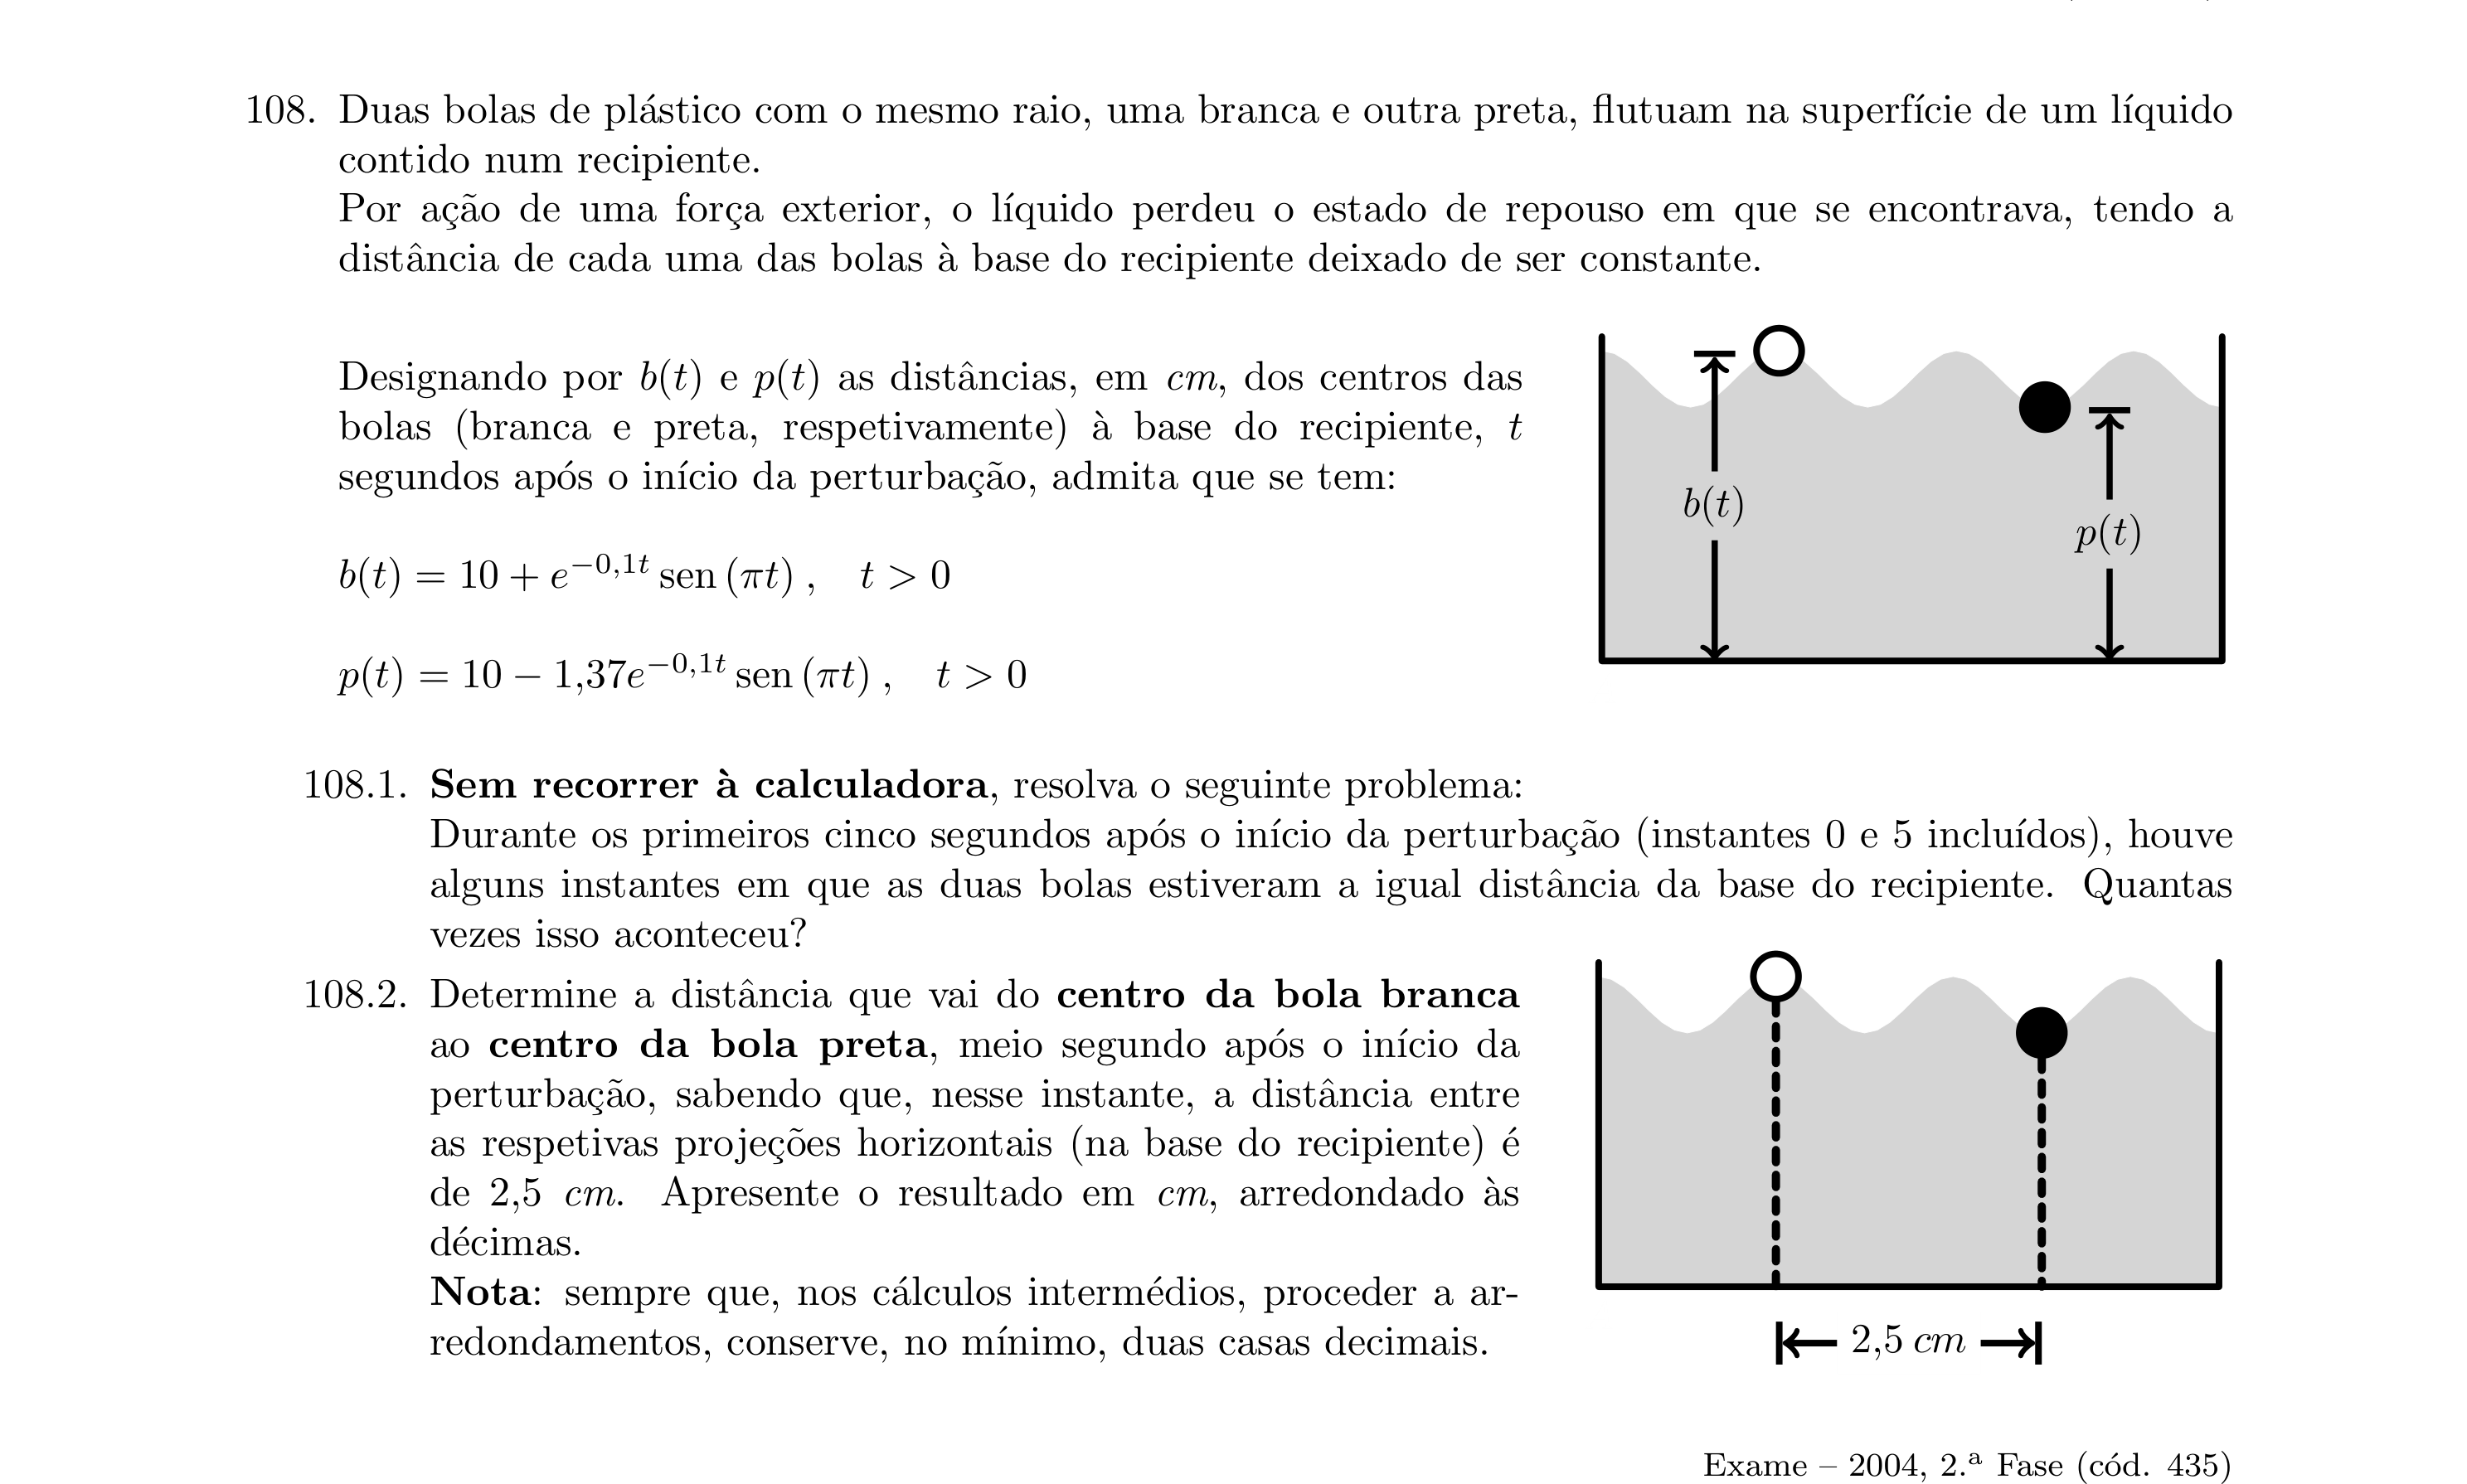 108. Duas bolas de plástico com o mesmo raio, uma branca e outra preta, flutuam na superfície de um líquido
contido num recipiente.
Por ação de uma força exterior, o líquido perdeu o estado de repouso em que se encontrava, tendo a
distância de cada uma das bolas à base do recipiente deixado de ser constante.
Designando por b(t) e p(t) as distâncias, em cm, dos centros das
bolas (branca e preta, respetivamente) à base do recipiente, t
segundos após o início da perturbação, admita que se tem:
b(t) = 10 + e^{−0,1t} sen (πt) ,   t > 0
p(t) = 10 − 1,37e^{−0,1t} sen (πt) ,   t > 0
b(t)
p(t)
108.1. Sem recorrer à calculadora, resolva o seguinte problema:
Durante os primeiros cinco segundos após o início da perturbação (instantes 0 e 5 incluídos), houve
alguns instantes em que as duas bolas estiveram a igual distância da base do recipiente. Quantas
vezes isso aconteceu?
108.2. Determine a distância que vai do centro da bola branca
ao centro da bola preta, meio segundo após o início da
perturbação, sabendo que, nesse instante, a distância entre
as respetivas projeções horizontais (na base do recipiente) é
de 2,5 cm. Apresente o resultado em cm, arredondado às
décimas.
Nota: sempre que, nos cálculos intermédios, proceder a ar-
redondamentos, conserve, no mínimo, duas casas decimais.
2,5 cm
Exame – 2004, 2.ª Fase (cód. 435)